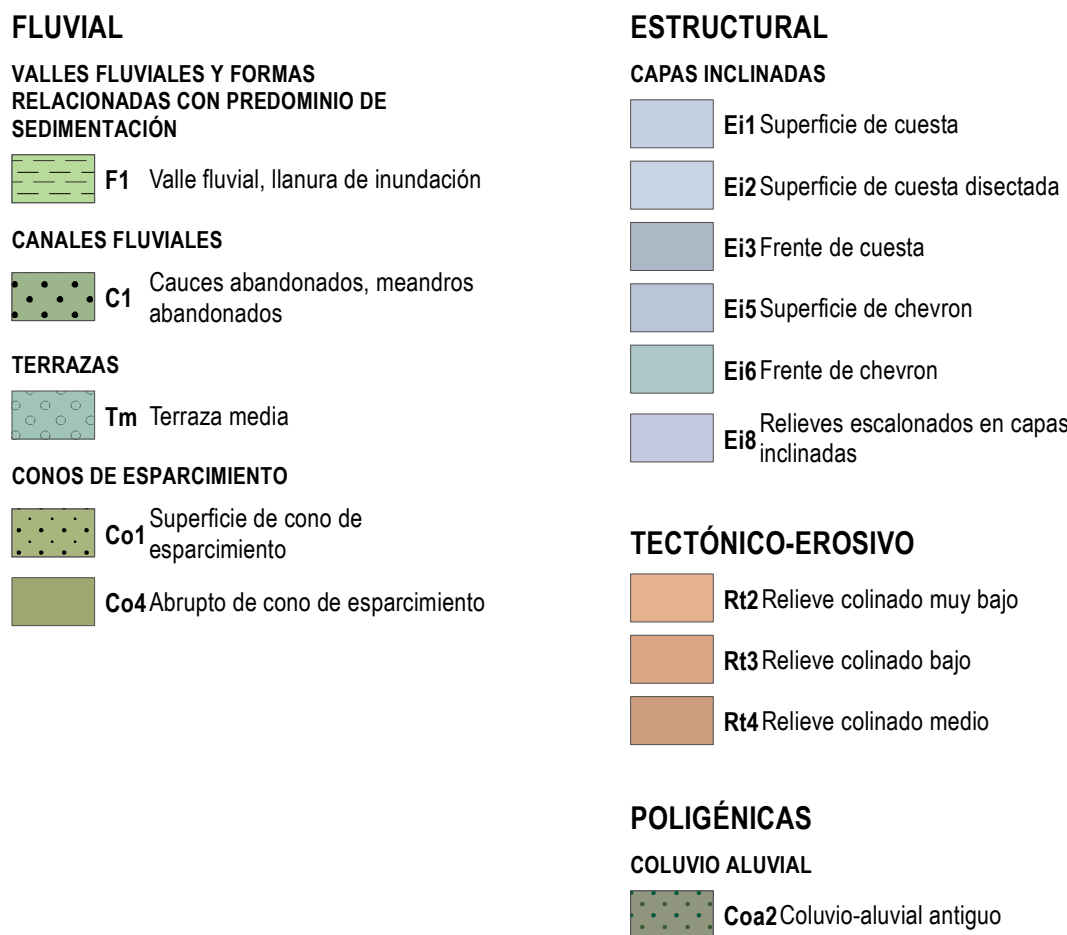 FLUVIAL
VALLES FLUVIALES Y FORMAS
RELACIONADAS CON PREDOMINIO DE
SEDIMENTACIÓN
F1 Valle fluvial, llanura de inundación
CANALES FLUVIALES
C1 Cauces abandonados, meandros
abandonados
TERRAZAS
Tm Terraza media
CONOS DE ESPARCIMIENTO
Co1 Superficie de cono de
esparcimiento
Co4 Abrupto de cono de esparcimiento
ESTRUCTURAL
CAPAS INCLINADAS
Ei1 Superficie de cuesta
Ei2 Superficie de cuesta disectada
Ei3 Frente de cuesta
Ei5 Superficie de chevron
Ei6 Frente de chevron
Ei8 Relieves escalonados en capas
inclinadas
TECTÓNICO-EROSIVO
Rt2 Relieve colinado muy bajo
Rt3 Relieve colinado bajo
Rt4 Relieve colinado medio
POLIGÉNICAS
COLUVIO ALUVIAL
Coa2 Coluvio-aluvial antiguo